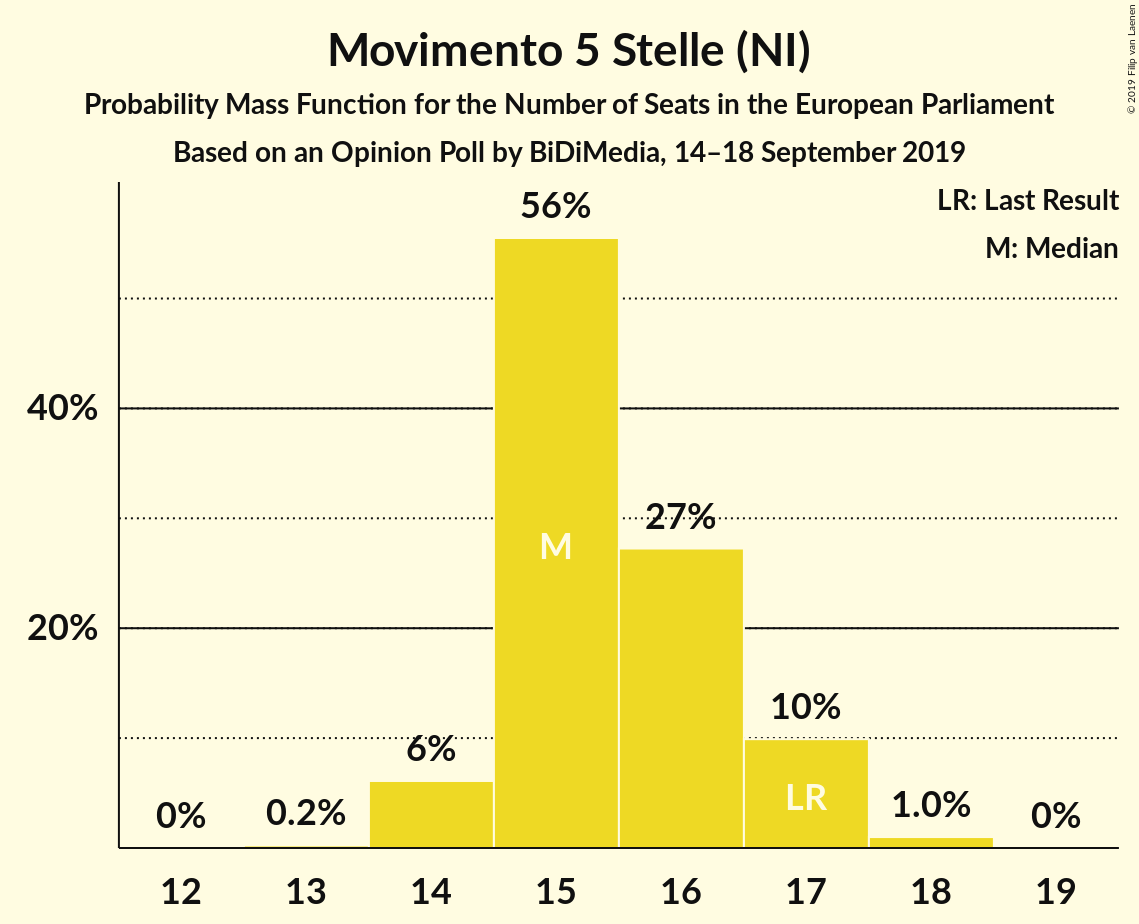 Movimento 5 Stelle (NI)
Probability Mass Function for the Number of Seats in the European Parliament
Based on an Opinion Poll by BiDiMedia, 14–18 September 2019
© 2019 Filip van Laenen
LR: Last Result
M: Median
56%
40%
27%
M
20%
10%
6%
LR
0%
0.2%
1.0%
0%
12 13 14 15 16 17 18 19